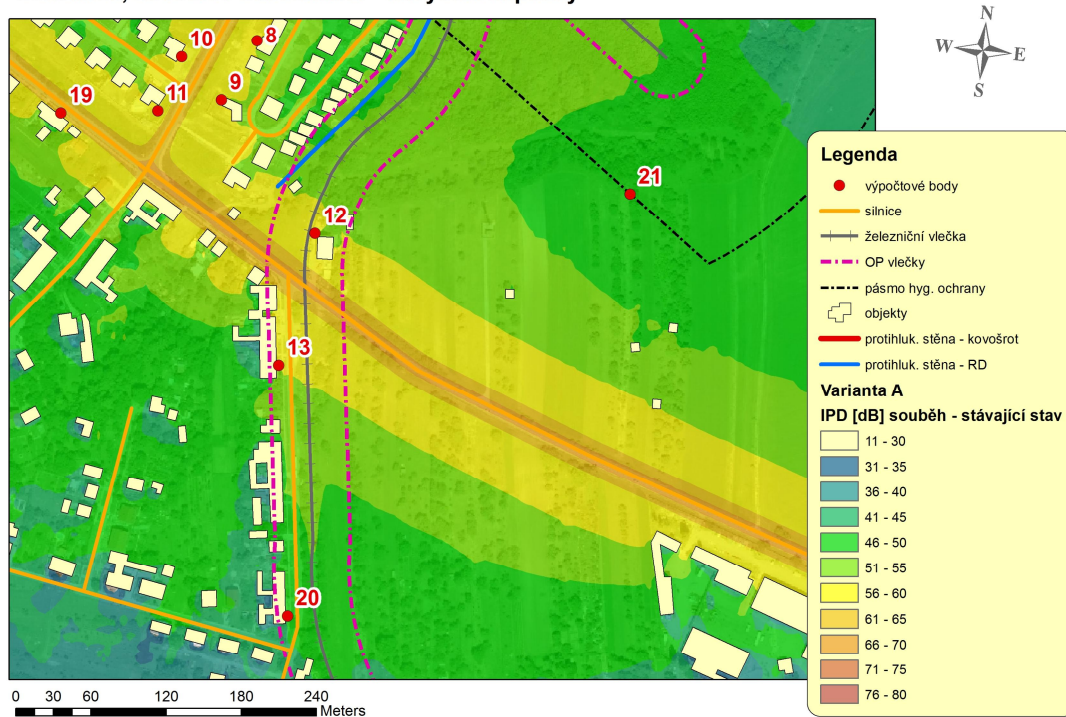 N
W E
S
10
8
9
11
19
21
12
13
20
Legenda
výpočtové body
silnice
železniční vlečka
OP vlečky
pásmo hyg. ochrany
objekty
protihluk. stěna - kovošrot
protihluk. stěna - RD
Varianta A
IPD [dB] souběh - stávající stav
11 - 30
31 - 35
36 - 40
41 - 45
46 - 50
51 - 55
56 - 60
61 - 65
66 - 70
71 - 75
76 - 80
0 30 60 120 180 240
Meters